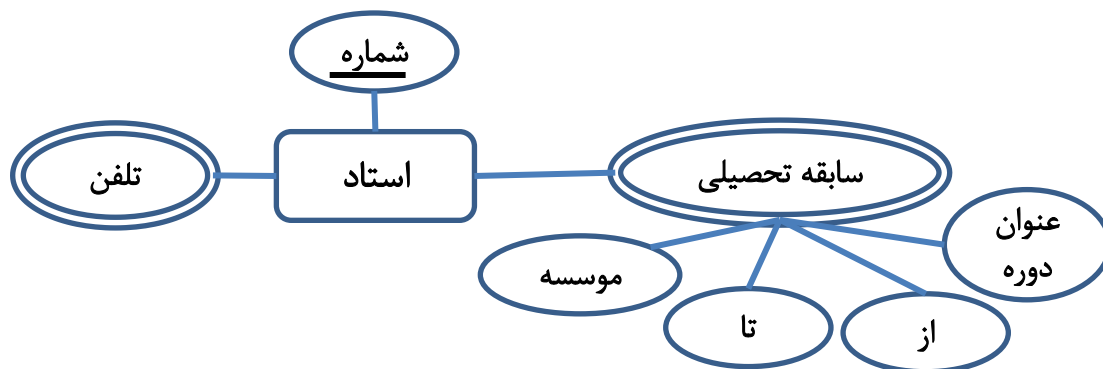 شماره
استاد
تلفن
سابقه تحصیلی
عنوان
دوره
موسسه
تا
از